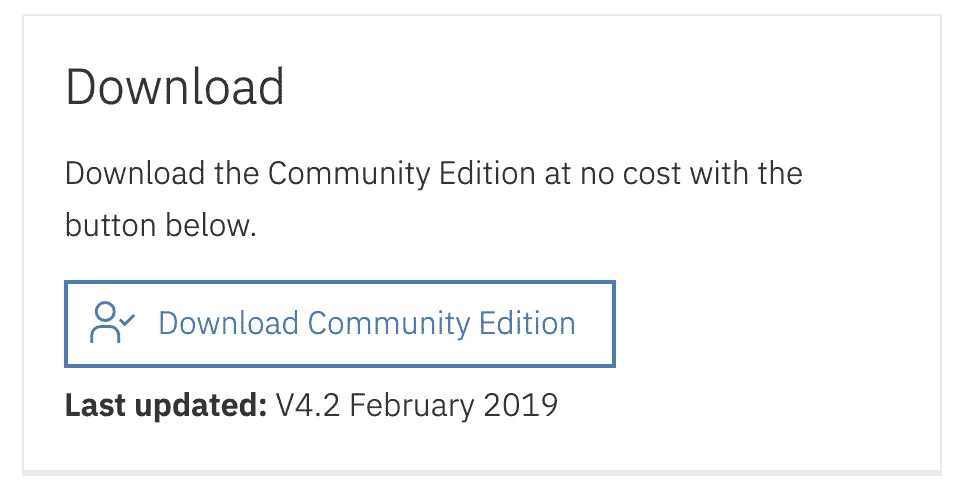 Download
Download the Community Edition at no cost with the
button below.
Download Community Edition
Last updated: V4.2 February 2019